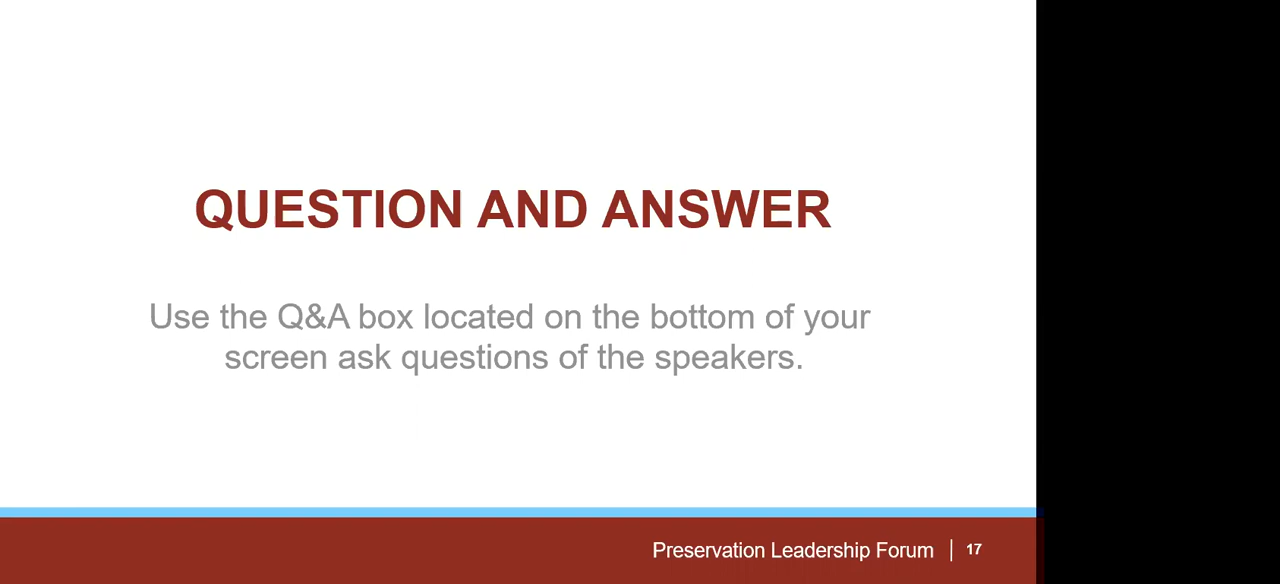 QUESTION AND ANSWER
Use the Q&A box located on the bottom of your
screen ask questions of the speakers.
Preservation Leadership Forum | 17